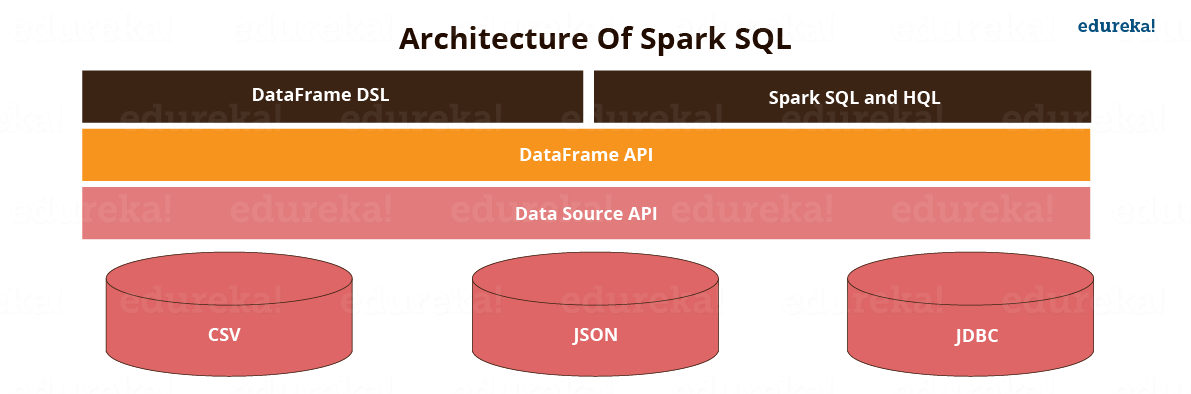 Architecture Of Spark SQL
edureka!
DataFrame DSL
Spark SQL and HQL
DataFrame API
Data Source API
CSV
JSON
JDBC